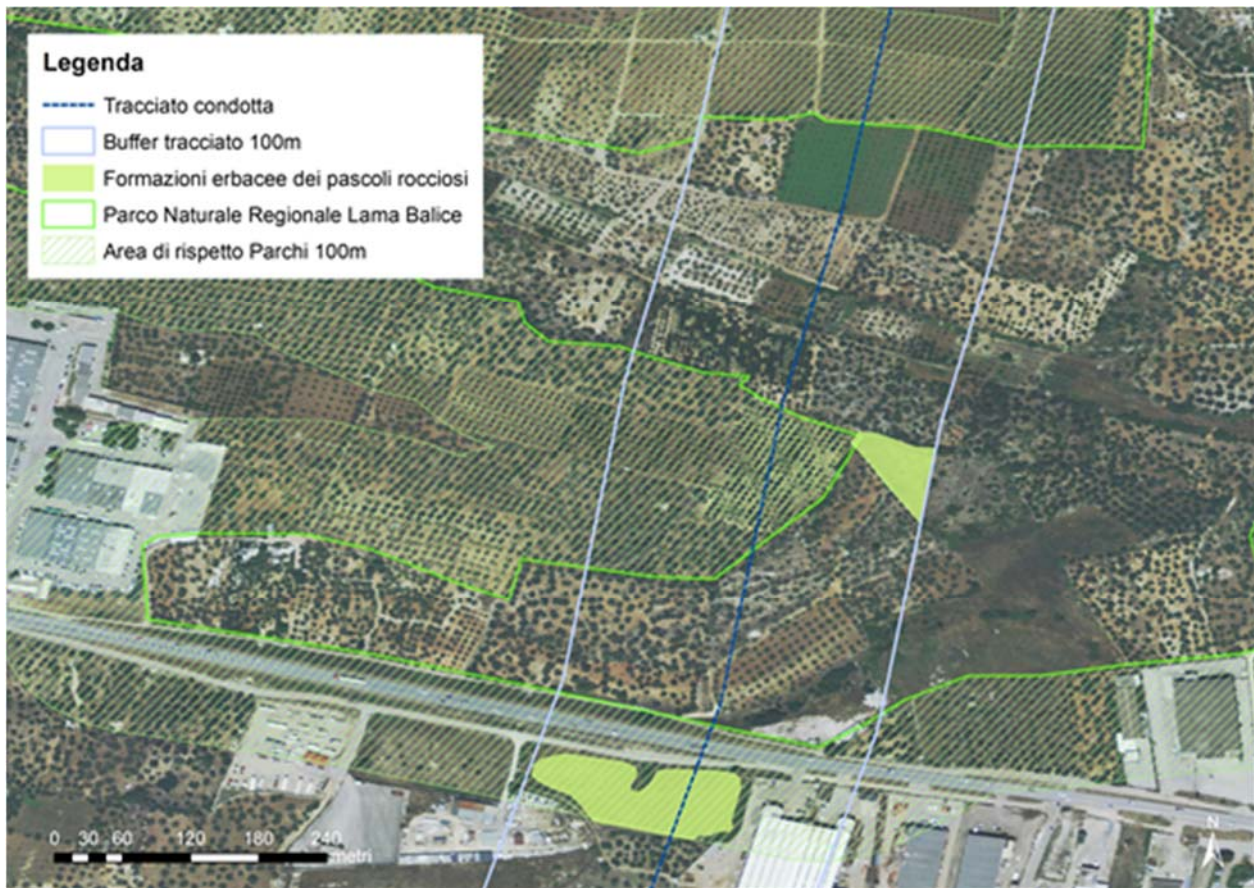 Legenda
Tracciato condotta
Buffer tracciato 100m
Formazioni erbacee dei pascoli rocciosi
Parco Naturale Regionale Lama Balice
Area di rispetto Parchi 100m
0 30 60 120 180 240
metri
N